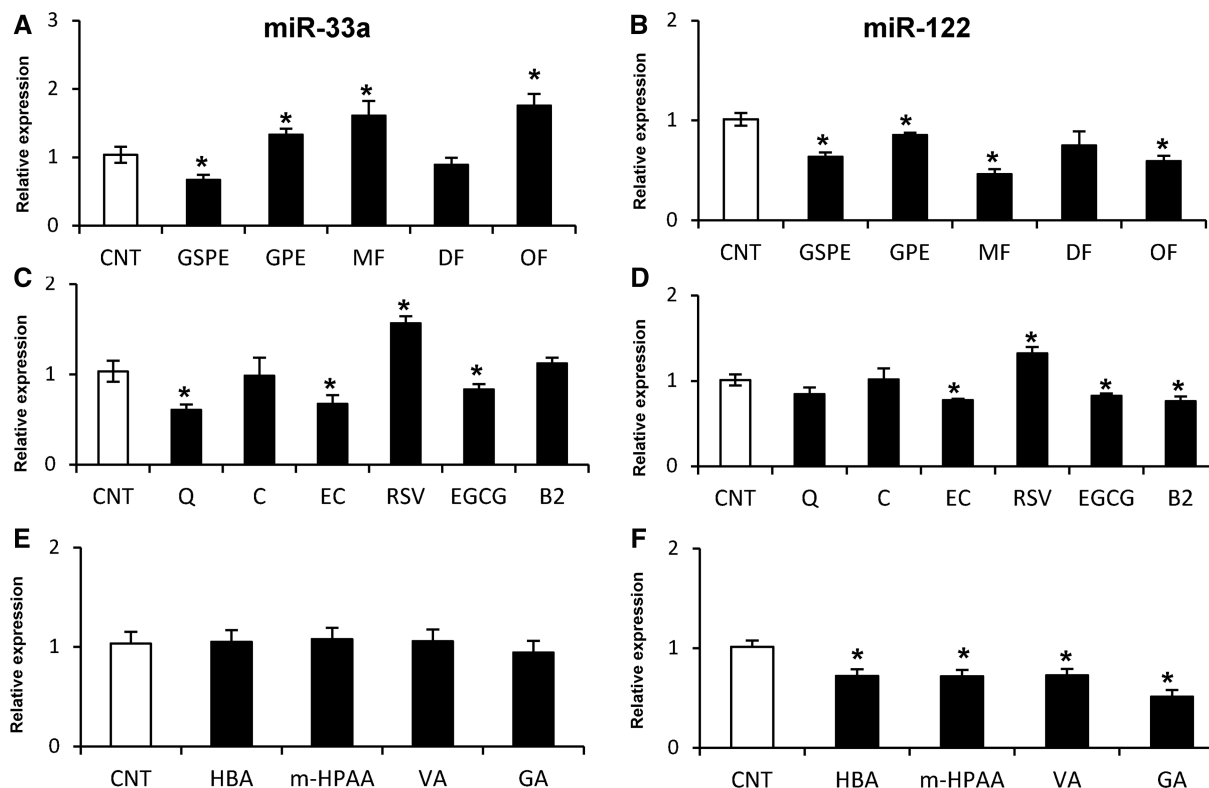 A
miR-33a
Relative expression
3
2
1
0
*
*
*
*
CNT GSPE GPE MF DF OF
B
miR-122
Relative expression
2
1
0
*
*
*
*
CNT GSPE GPE MF DF OF
C
Relative expression
2
1
0
*
*
*
*
CNT Q C EC RSV EGCG B2
D
Relative expression
2
1
0
*
*
*
*
CNT Q C EC RSV EGCG B2
E
Relative expression
2
1
0
CNT HBA m-HPAA VA GA
F
Relative expression
2
1
0
*
*
*
*
CNT HBA m-HPAA VA GA